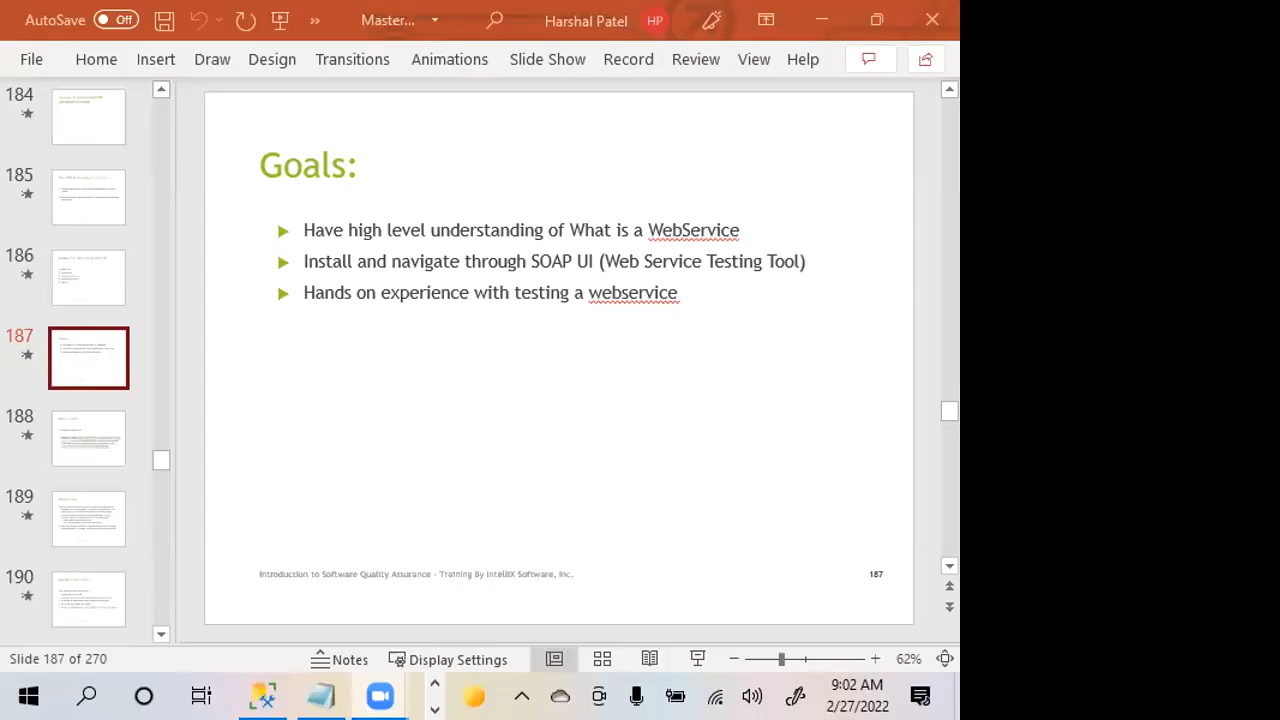 AutoSave Off Master... Harshal Patel HP
File Home Insert Draw Design Transitions Animations Slide Show Record Review View Help
184
185
186
187
188
189
190
Goals:
Have high level understanding of What is a WebService
Install and navigate through SOAP UI (Web Service Testing Tool)
Hands on experience with testing a webservice
Introduction to Software Quality Assurance - Training By IntelliX Software, Inc. 187
Slide 187 of 270 Notes Display Settings 62%
9:02 AM
2/27/2022